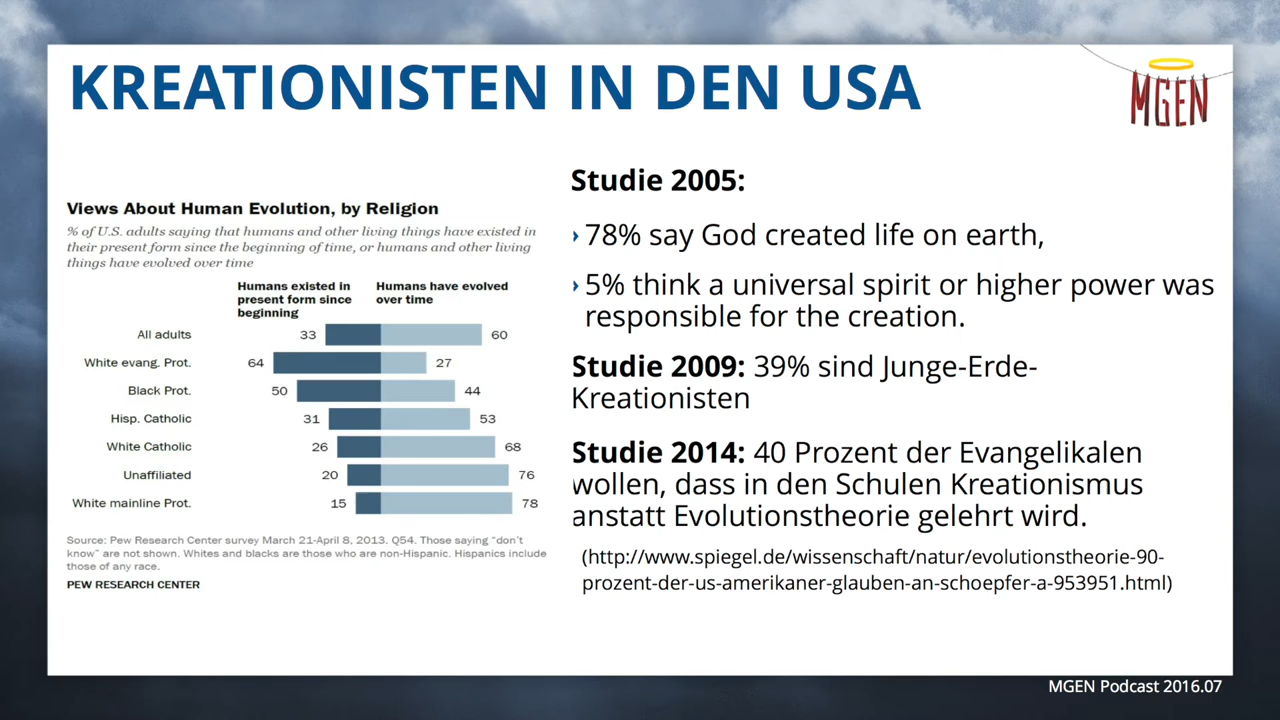 KREATIONISTEN IN DEN USA
MGEN
Views About Human Evolution, by Religion
% of U.S. adults saying that humans and other living things have existed in
their present form since the beginning of time, or humans and other living
things have evolved over time
Humans existed in
present form since
beginning
Humans have evolved
over time
All adults 33 60
White evang. Prot. 64 27
Black Prot. 50 44
Hisp. Catholic 31 53
White Catholic 26 68
Unaffiliated 20 76
White mainline Prot. 15 78
Source: Pew Research Center survey March 21-April 8, 2013. Q54. Those saying "don't
know" are not shown. Whites and blacks are those who are non-Hispanic. Hispanics include
those of any race.
PEW RESEARCH CENTER
Studie 2005:
› 78% say God created life on earth,
› 5% think a universal spirit or higher power was
responsible for the creation.
Studie 2009: 39% sind Junge-Erde-
Kreationisten
Studie 2014: 40 Prozent der Evangelikalen
wollen, dass in den Schulen Kreationismus
anstatt Evolutionstheorie gelehrt wird.
(http://www.spiegel.de/wissenschaft/natur/evolutionstheorie-90-
prozent-der-us-amerikaner-glauben-an-schoepfer-a-953951.html)
MGEN Podcast 2016.07